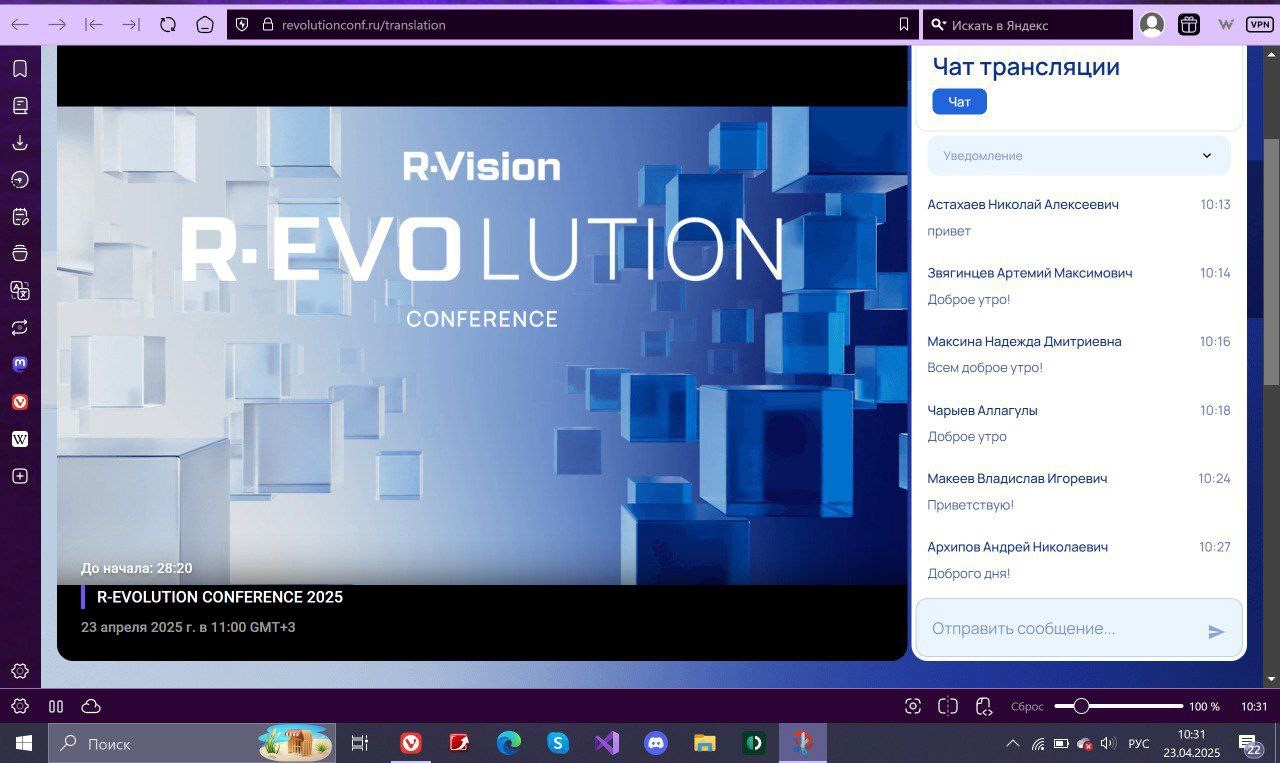 revolutionconf.ru/translation
Искать в Яндекс
VPN
R·Vision
R·EVOLUTION
CONFERENCE
До начала: 28:20
R-EVOLUTION CONFERENCE 2025
23 апреля 2025 г. в 11:00 GMT+3
Чат трансляции
Чат
Уведомление
Астахаев Николай Алексеевич 10:13
привет
Звягинцев Артемий Максимович 10:14
Доброе утро!
Максина Надежда Дмитриевна 10:16
Всем доброе утро!
Чарыев Аллагулы 10:18
Доброе утро
Макеев Владислав Игоревич 10:24
Приветствую!
Архипов Андрей Николаевич 10:27
Доброго дня!
Отправить сообщение...
Сброс 100 % 10:31
Поиск
РУС
10:31
23.04.2025
22